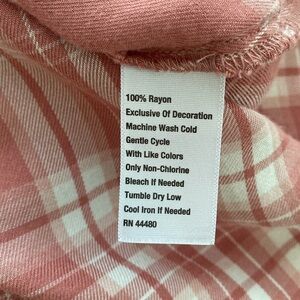 100% Rayon
Exclusive Of Decoration
Machine Wash Cold
Gentle Cycle
With Like Colors
Only Non-Chlorine
Bleach If Needed
Tumble Dry Low
Cool Iron If Needed
RN 44480